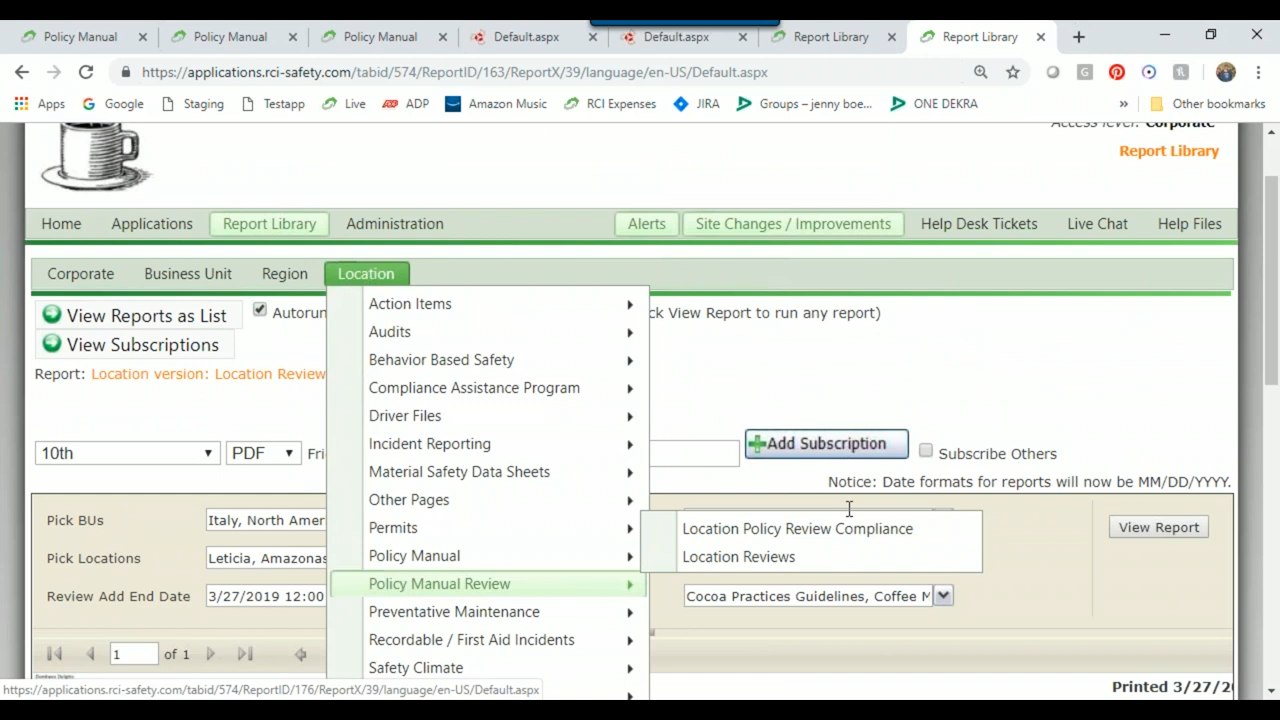 Policy Manual Policy Manual Policy Manual Default.aspx Default.aspx Report Library Report Library
https://applications.rci-safety.com/tabid/574/ReportID/163/ReportX/39/language/en-US/Default.aspx
Apps Google Staging Testapp Live ADP Amazon Music RCI Expenses JIRA Groups – jenny boe... ONE DEKRA » Other bookmarks
Access level: Corporate
Report Library
Home Applications Report Library Administration Alerts Site Changes / Improvements Help Desk Tickets Live Chat Help Files
Corporate Business Unit Region Location
View Reports as List Autorun ck View Report to run any report)
View Subscriptions
Report: Location version: Location Review
10th PDF Fri Add Subscription Subscribe Others
Notice: Date formats for reports will now be MM/DD/YYYY.
Pick BUs Italy, North Amer View Report
Pick Locations Leticia, Amazonas
Review Add End Date 3/27/2019 12:00 Cocoa Practices Guidelines, Coffee M
1 of 1
Action Items
Audits
Behavior Based Safety
Compliance Assistance Program
Driver Files
Incident Reporting
Material Safety Data Sheets
Other Pages
Permits
Policy Manual
Policy Manual Review
Preventative Maintenance
Recordable / First Aid Incidents
Safety Climate
Location Policy Review Compliance
Location Reviews
https://applications.rci-safety.com/tabid/574/ReportID/176/ReportX/39/language/en-US/Default.aspx
Printed 3/27/2